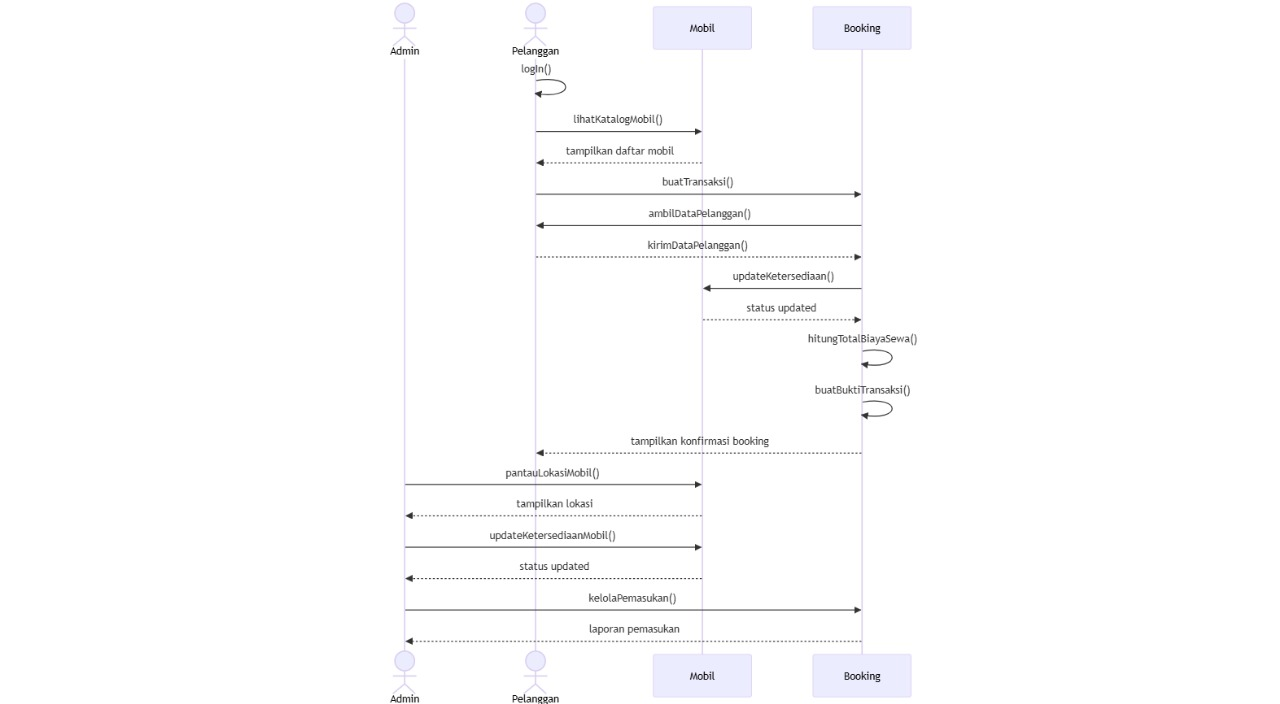 Admin
Pelanggan
Mobil
Booking
logIn()
lihatKatalogMobil()
tampilkan daftar mobil
buatTransaksi()
ambilDataPelanggan()
kirimDataPelanggan()
updateKetersediaan()
status updated
hitungTotalBiayaSewa()
buatBuktiTransaksi()
tampilkan konfirmasi booking
pantauLokasiMobil()
tampilkan lokasi
updateKetersediaanMobil()
status updated
kelolaPemasukan()
laporan pemasukan
Admin
Pelanggan
Mobil
Booking